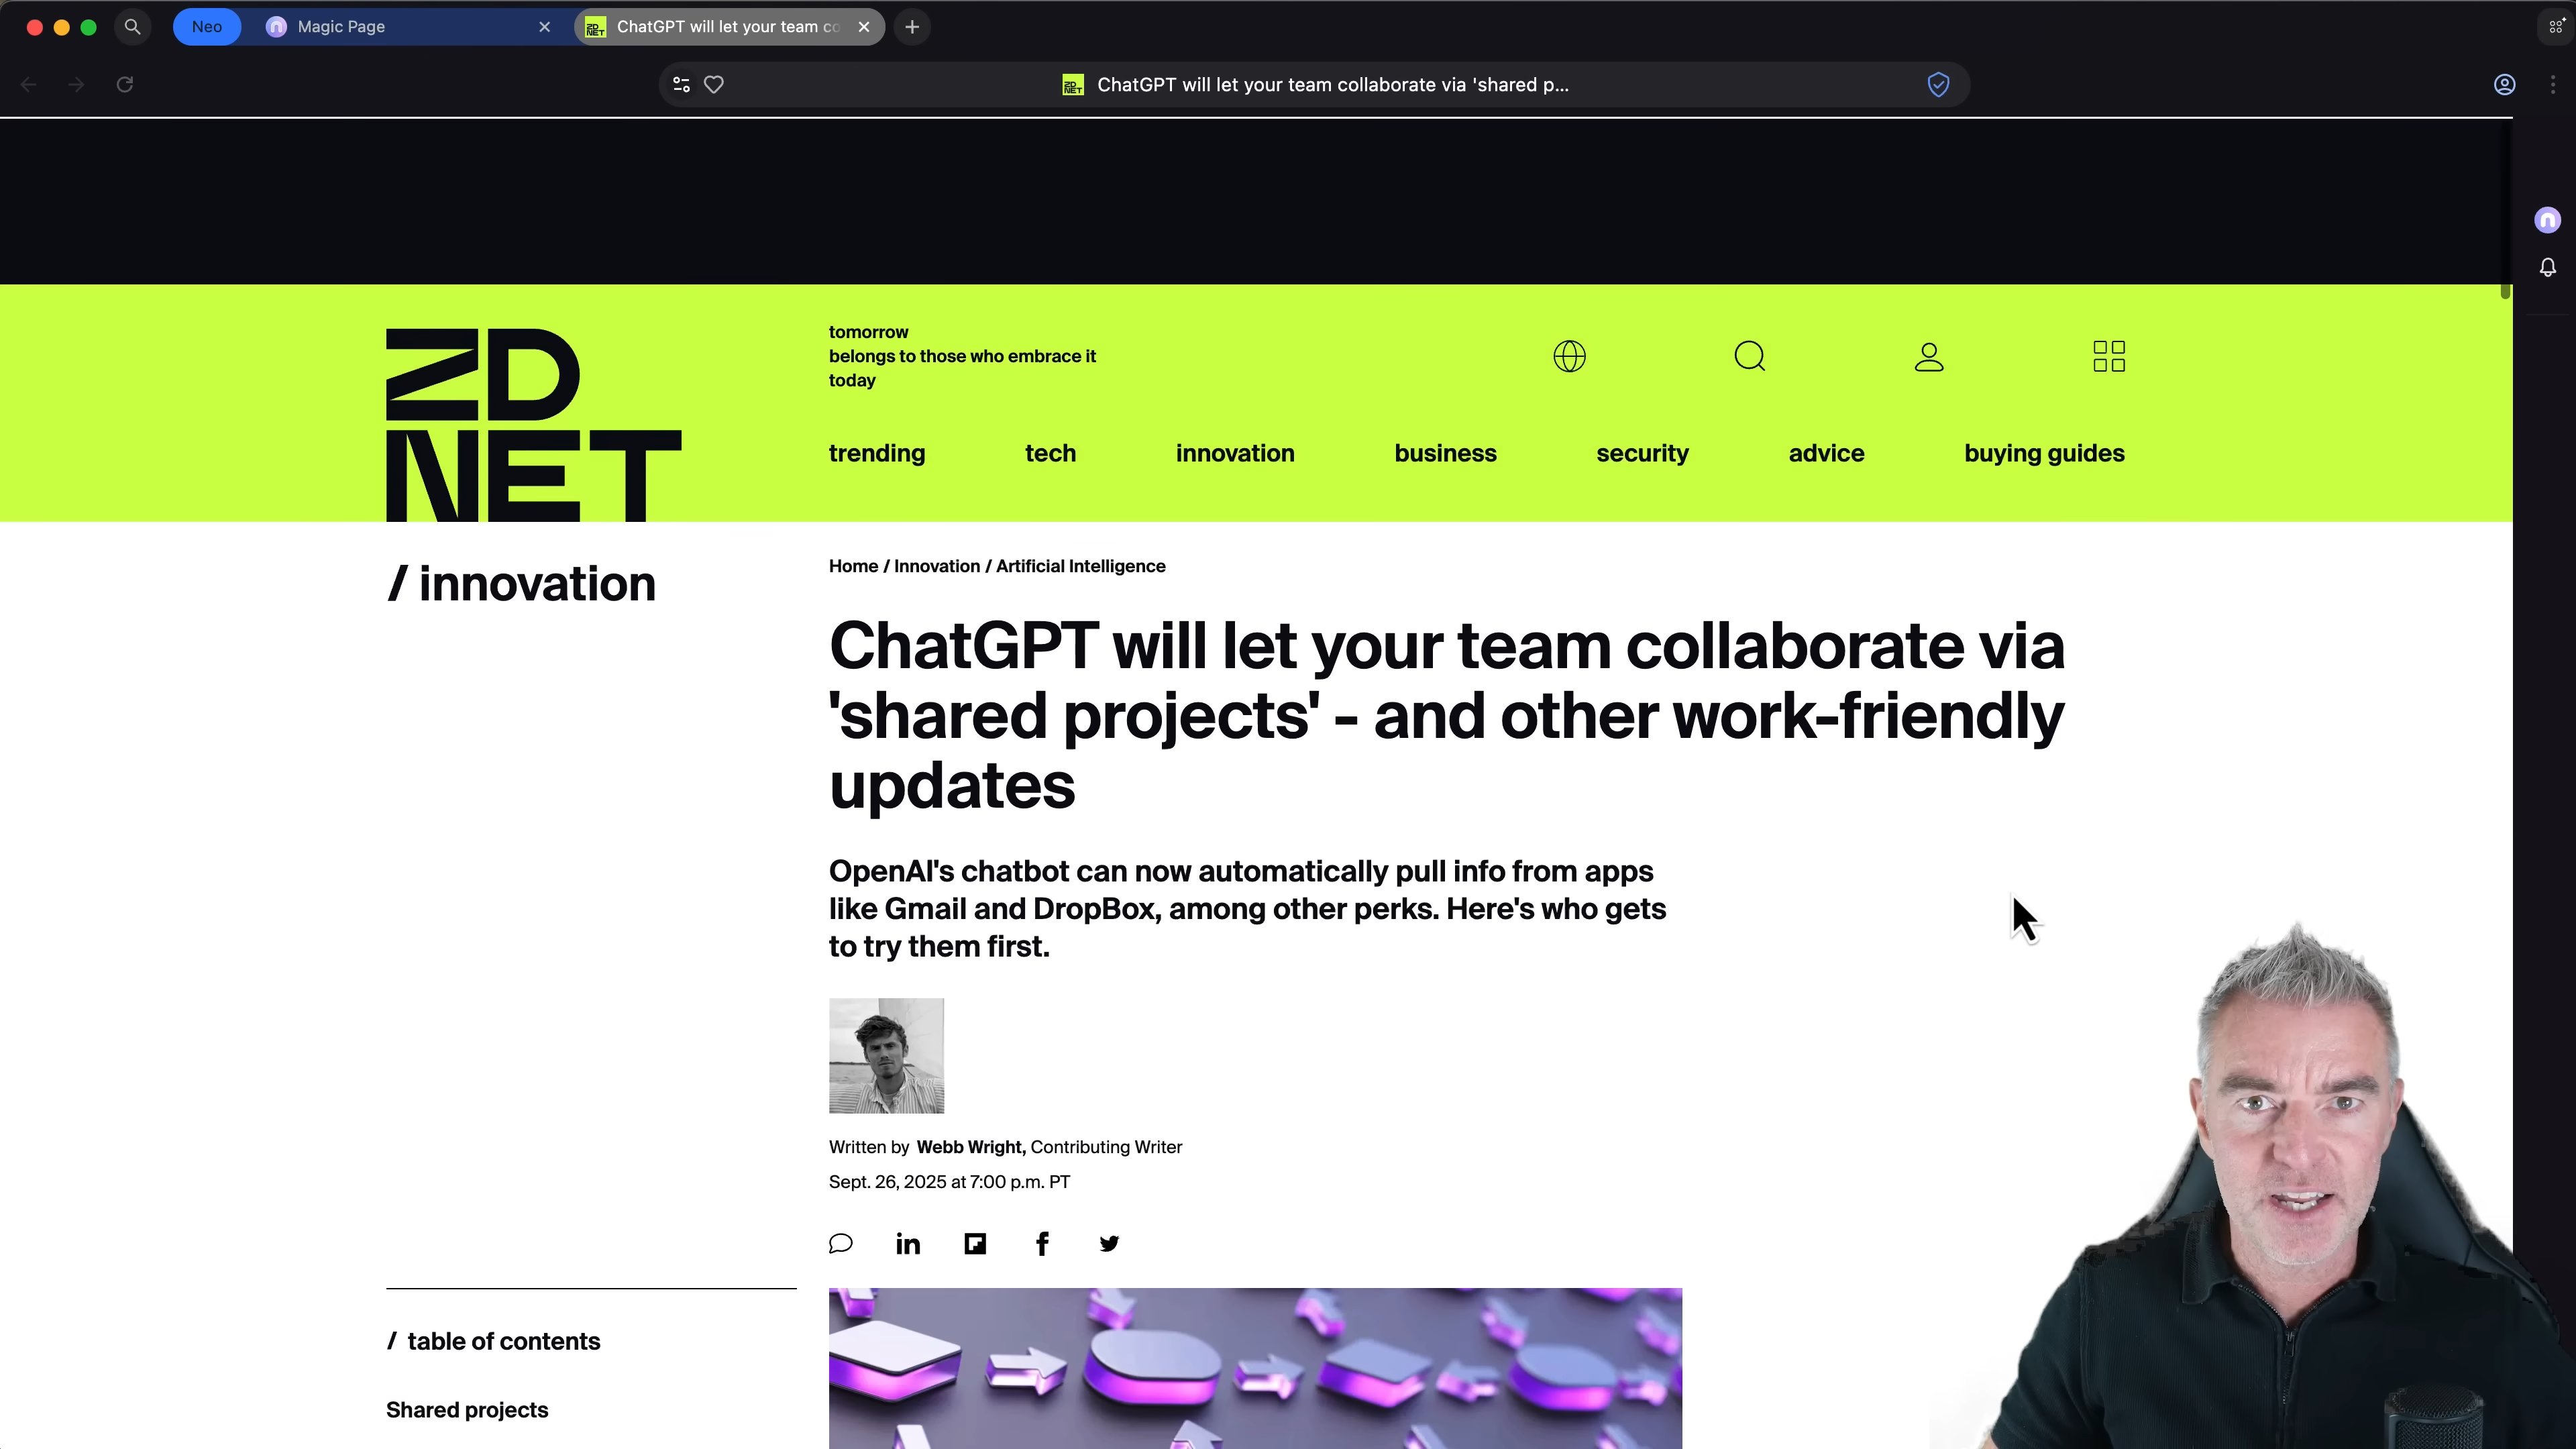 Neo
Magic Page
ChatGPT will let your team co
ChatGPT will let your team collaborate via 'shared p...
ZD
NET
tomorrow
belongs to those who embrace it
today
trending tech innovation business security advice buying guides
/ innovation
Home / Innovation / Artificial Intelligence
ChatGPT will let your team collaborate via
'shared projects' - and other work-friendly
updates
OpenAI's chatbot can now automatically pull info from apps
like Gmail and DropBox, among other perks. Here's who gets
to try them first.
Written by Webb Wright, Contributing Writer
Sept. 26, 2025 at 7:00 p.m. PT
/ table of contents
Shared projects